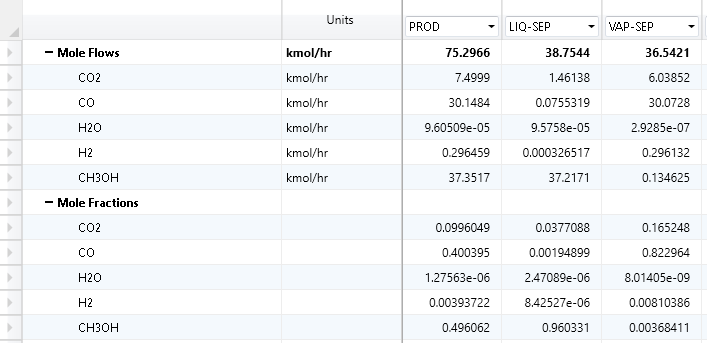 Units PROD LIQ-SEP VAP-SEP
− Mole Flows kmol/hr 75.2966 38.7544 36.5421
CO2 kmol/hr 7.4999 1.46138 6.03852
CO kmol/hr 30.1484 0.0755319 30.0728
H2O kmol/hr 9.60509e-05 9.5758e-05 2.9285e-07
H2 kmol/hr 0.296459 0.000326517 0.296132
CH3OH kmol/hr 37.3517 37.2171 0.134625
− Mole Fractions
CO2 0.0996049 0.0377088 0.165248
CO 0.400395 0.00194899 0.822964
H2O 1.27563e-06 2.47089e-06 8.01405e-09
H2 0.00393722 8.42527e-06 0.00810386
CH3OH 0.496062 0.960331 0.00368411